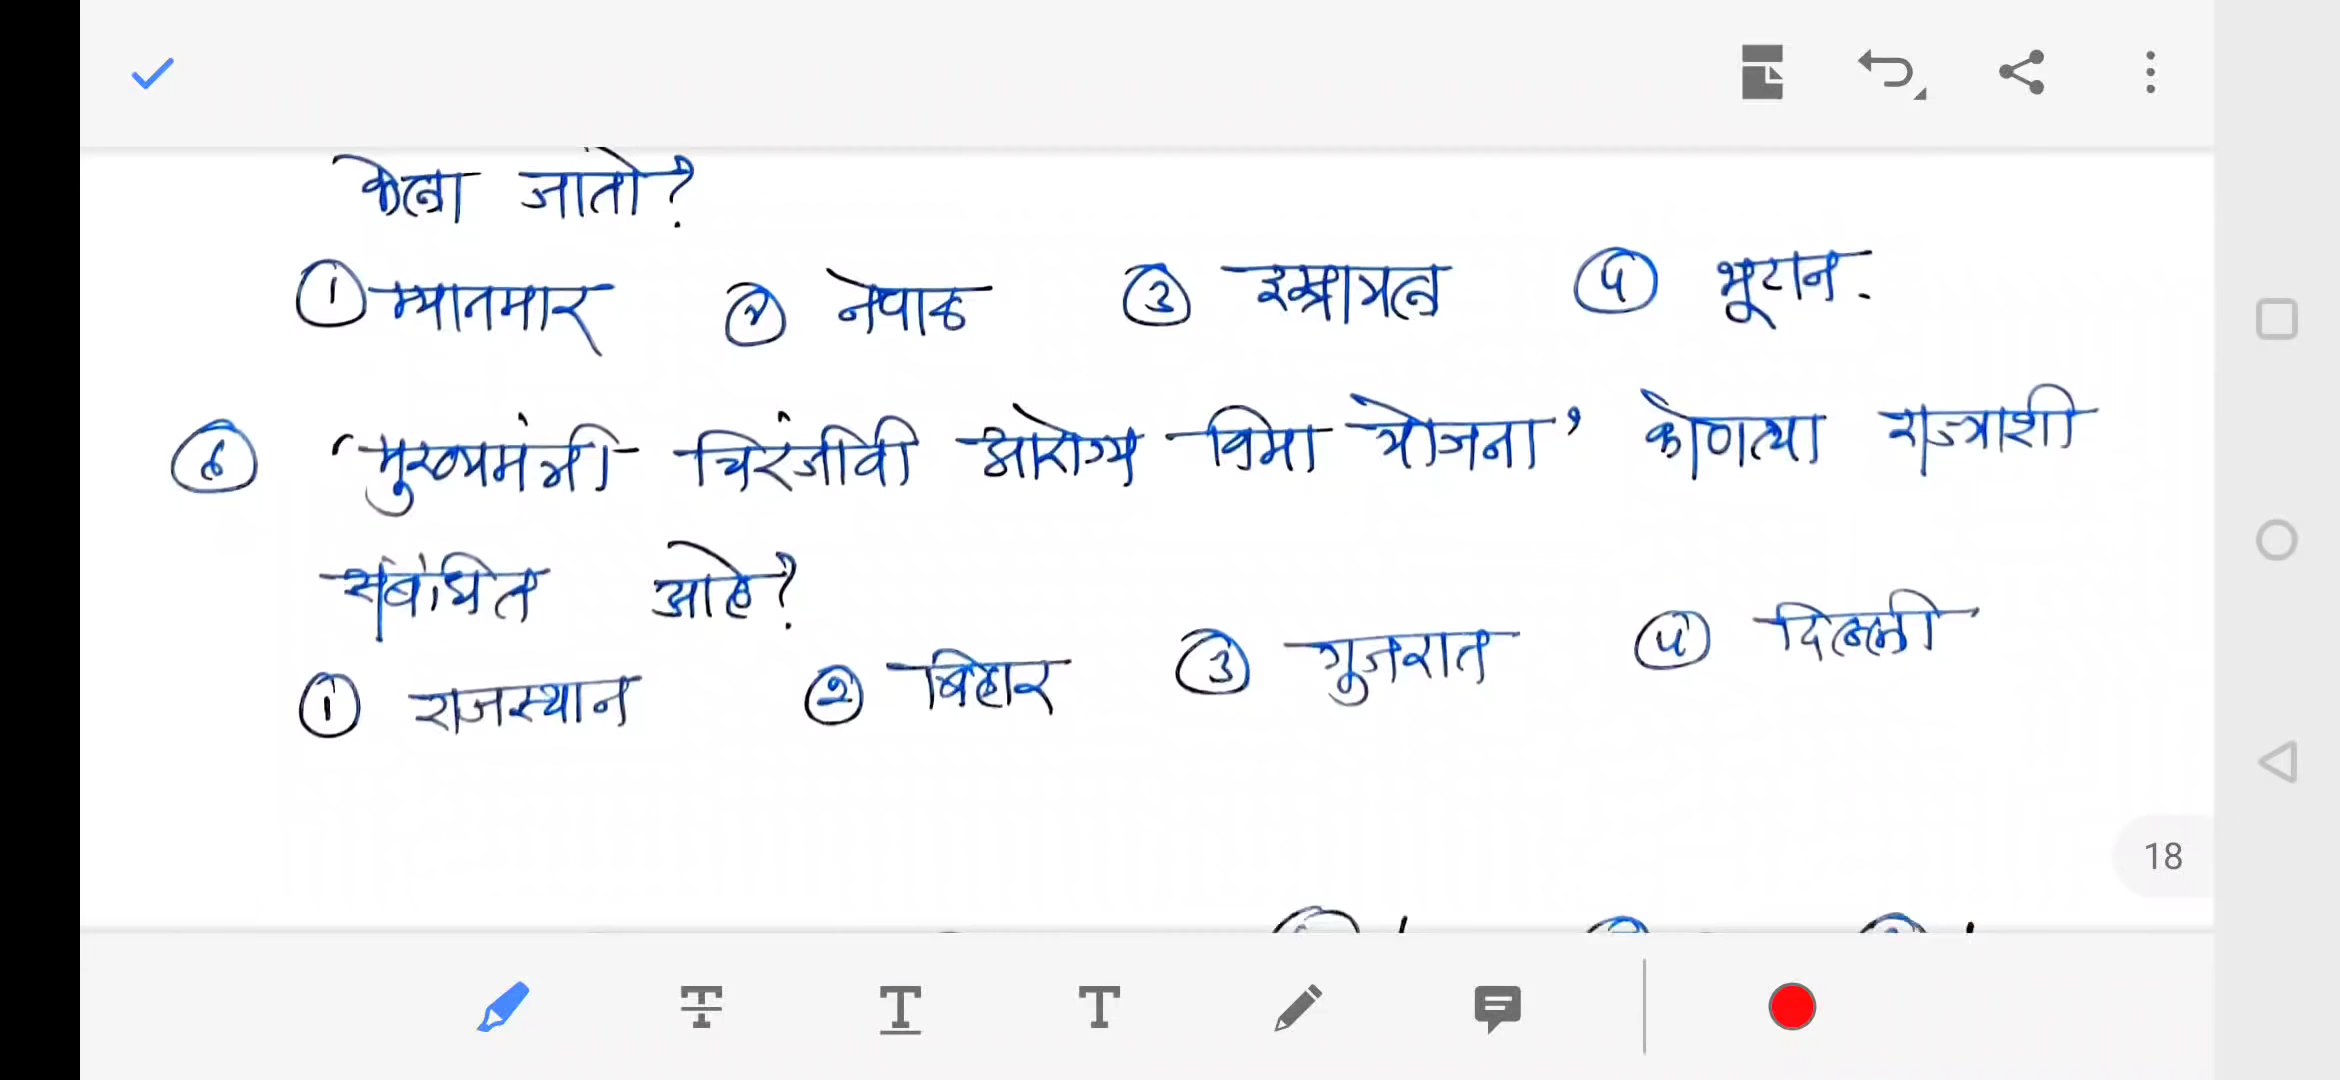 केला जातो?
① म्यानमार ② नेपाळ ③ इस्रायल ④ भूटान.
⑥ 'मुख्यमंत्री चिरंजीवी आरोग्य विमा योजना' कोणत्या राज्याशी
संबंधित आहे?
① राजस्थान ② बिहार ③ गुजरात ④ दिल्ली
18